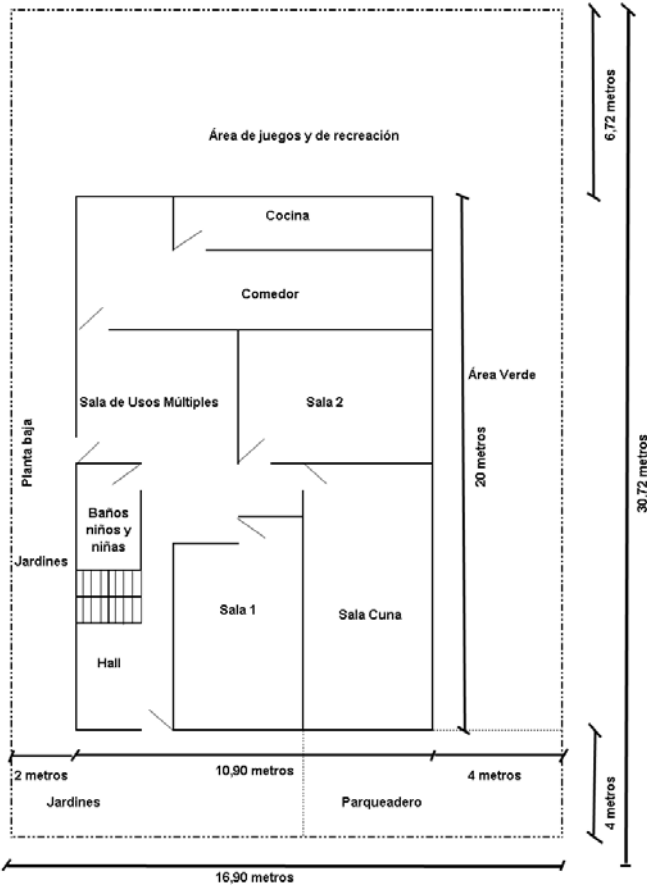 Área de juegos y de recreación
6,72 metros
Cocina
Comedor
Sala de Usos Múltiples
Sala 2
Área Verde
Planta baja
20 metros
30,72 metros
Baños
niños y
niñas
Jardines
Sala 1
Sala Cuna
Hall
2 metros
10,90 metros
4 metros
4 metros
Jardines
Parqueadero
16,90 metros